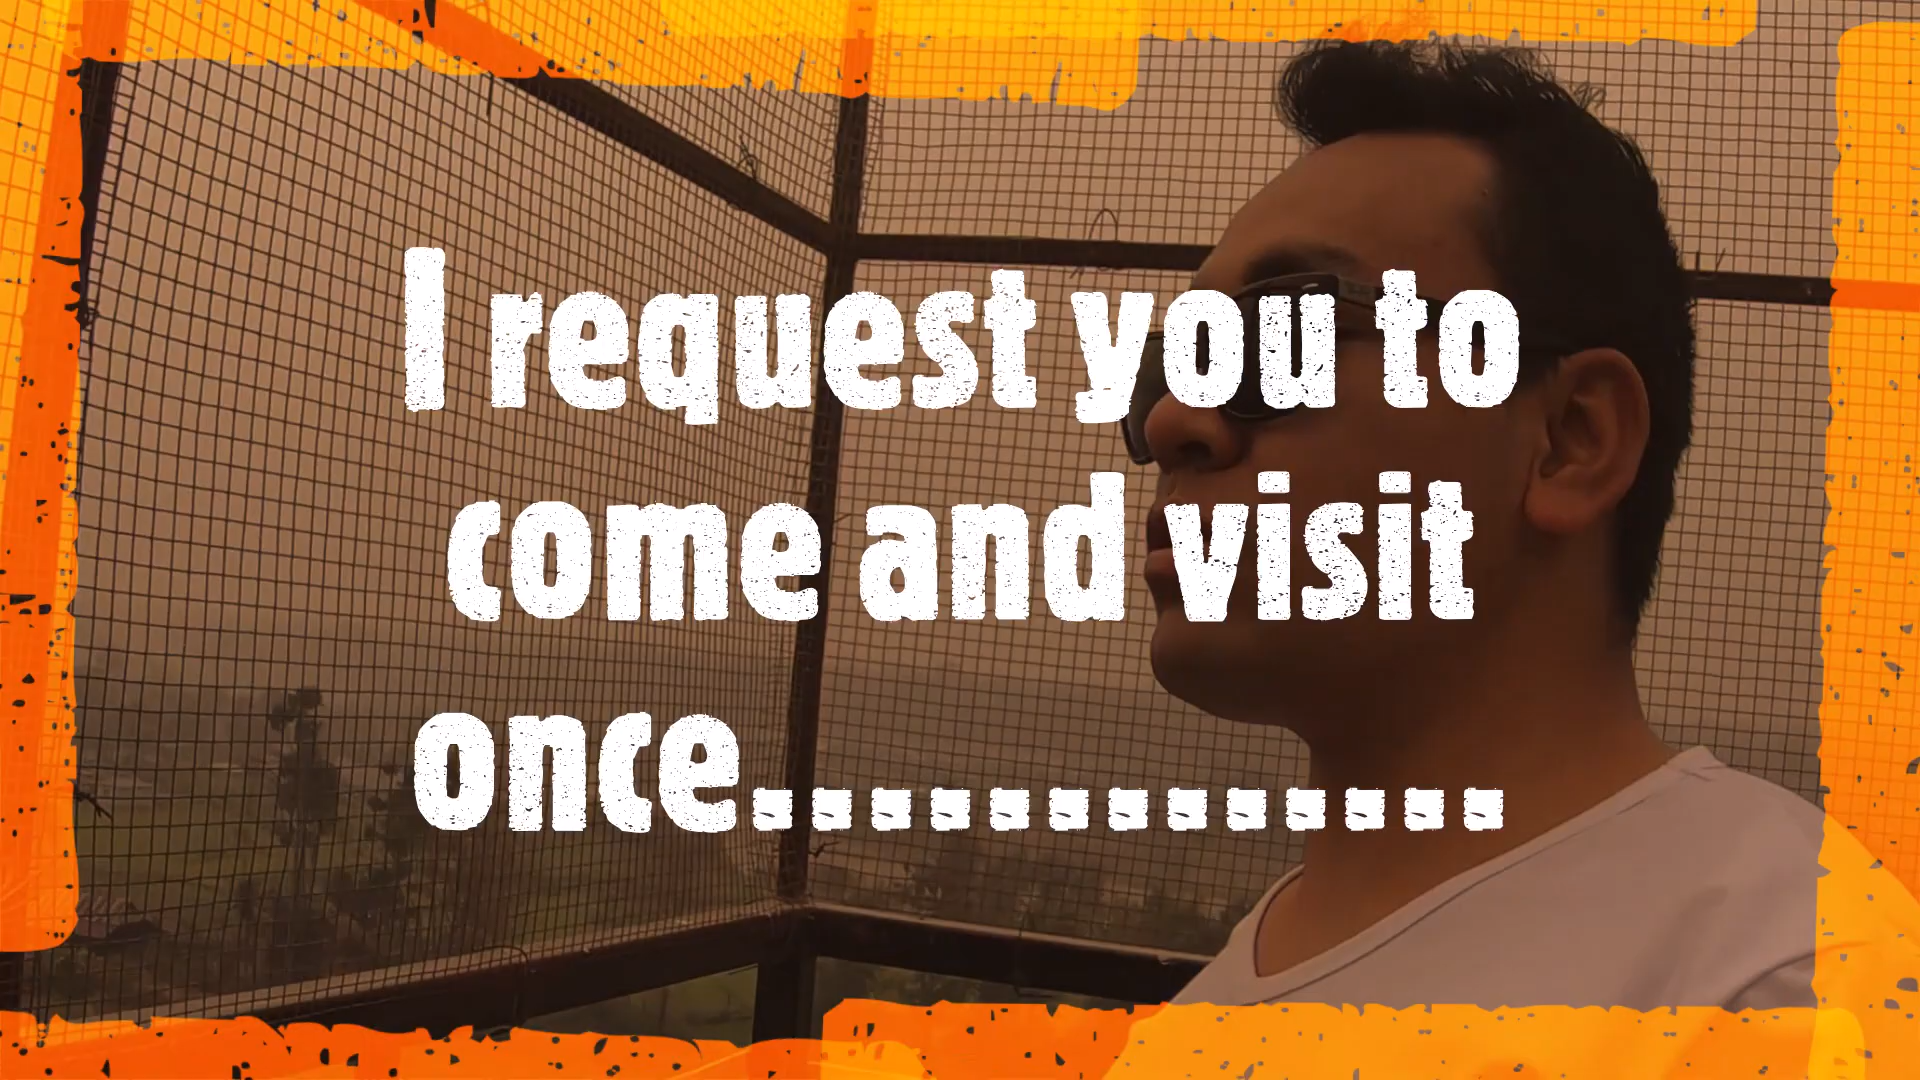 I request you to
come and visit
once.............